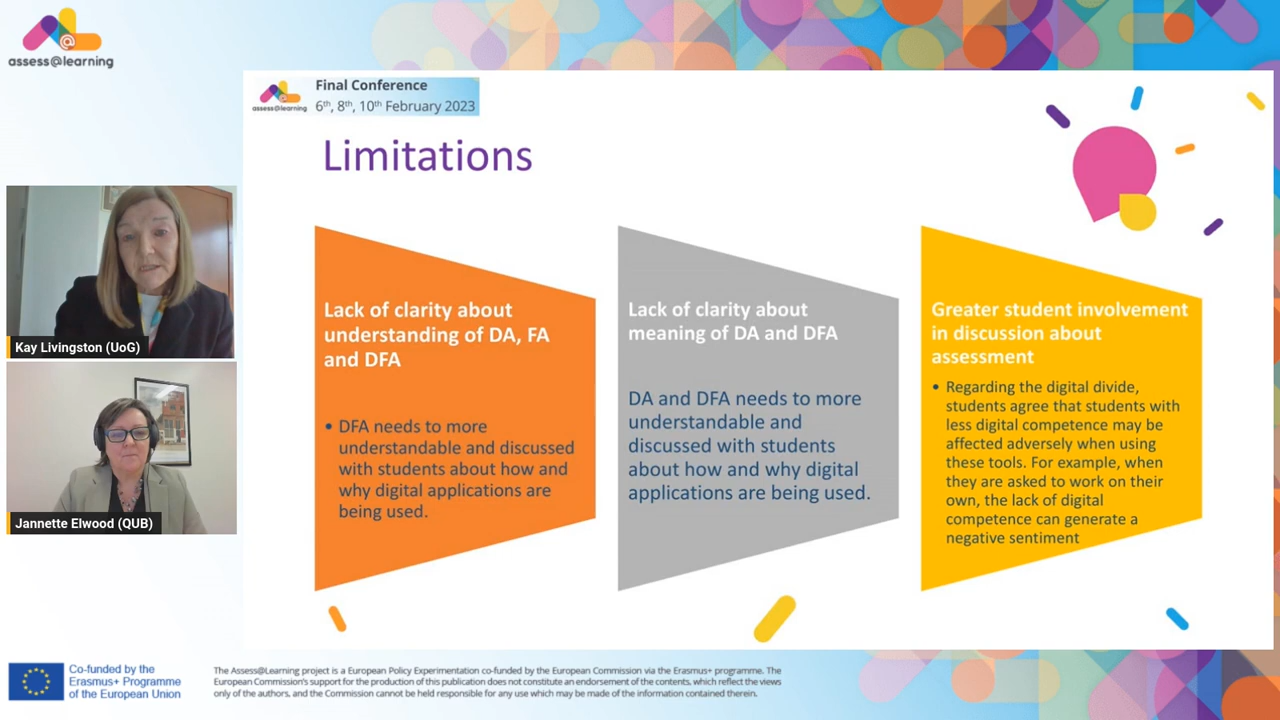 assess@learning
Kay Livingston (UoG)
Jannette Elwood (QUB)
assess@learning
Final Conference
6th, 8th, 10th February 2023
Limitations
Lack of clarity about
understanding of DA, FA
and DFA
• DFA needs to more
understandable and discussed
with students about how and
why digital applications are
being used.
Lack of clarity about
meaning of DA and DFA
DA and DFA needs to more
understandable and
discussed with students
about how and why digital
applications are being used.
Greater student involvement
in discussion about
assessment
• Regarding the digital divide,
students agree that students with
less digital competence may be
affected adversely when using
these tools. For example, when
they are asked to work on their
own, the lack of digital
competence can generate a
negative sentiment
Co-funded by the
Erasmus+ Programme
of the European Union
The Assess@Learning project is a European Policy Experimentation co-funded by the European Commission via the Erasmus+ programme. The
European Commission's support for the production of this publication does not constitute an endorsement of the contents, which reflect the views
only of the authors, and the Commission cannot be held responsible for any use which may be made of the information contained therein.